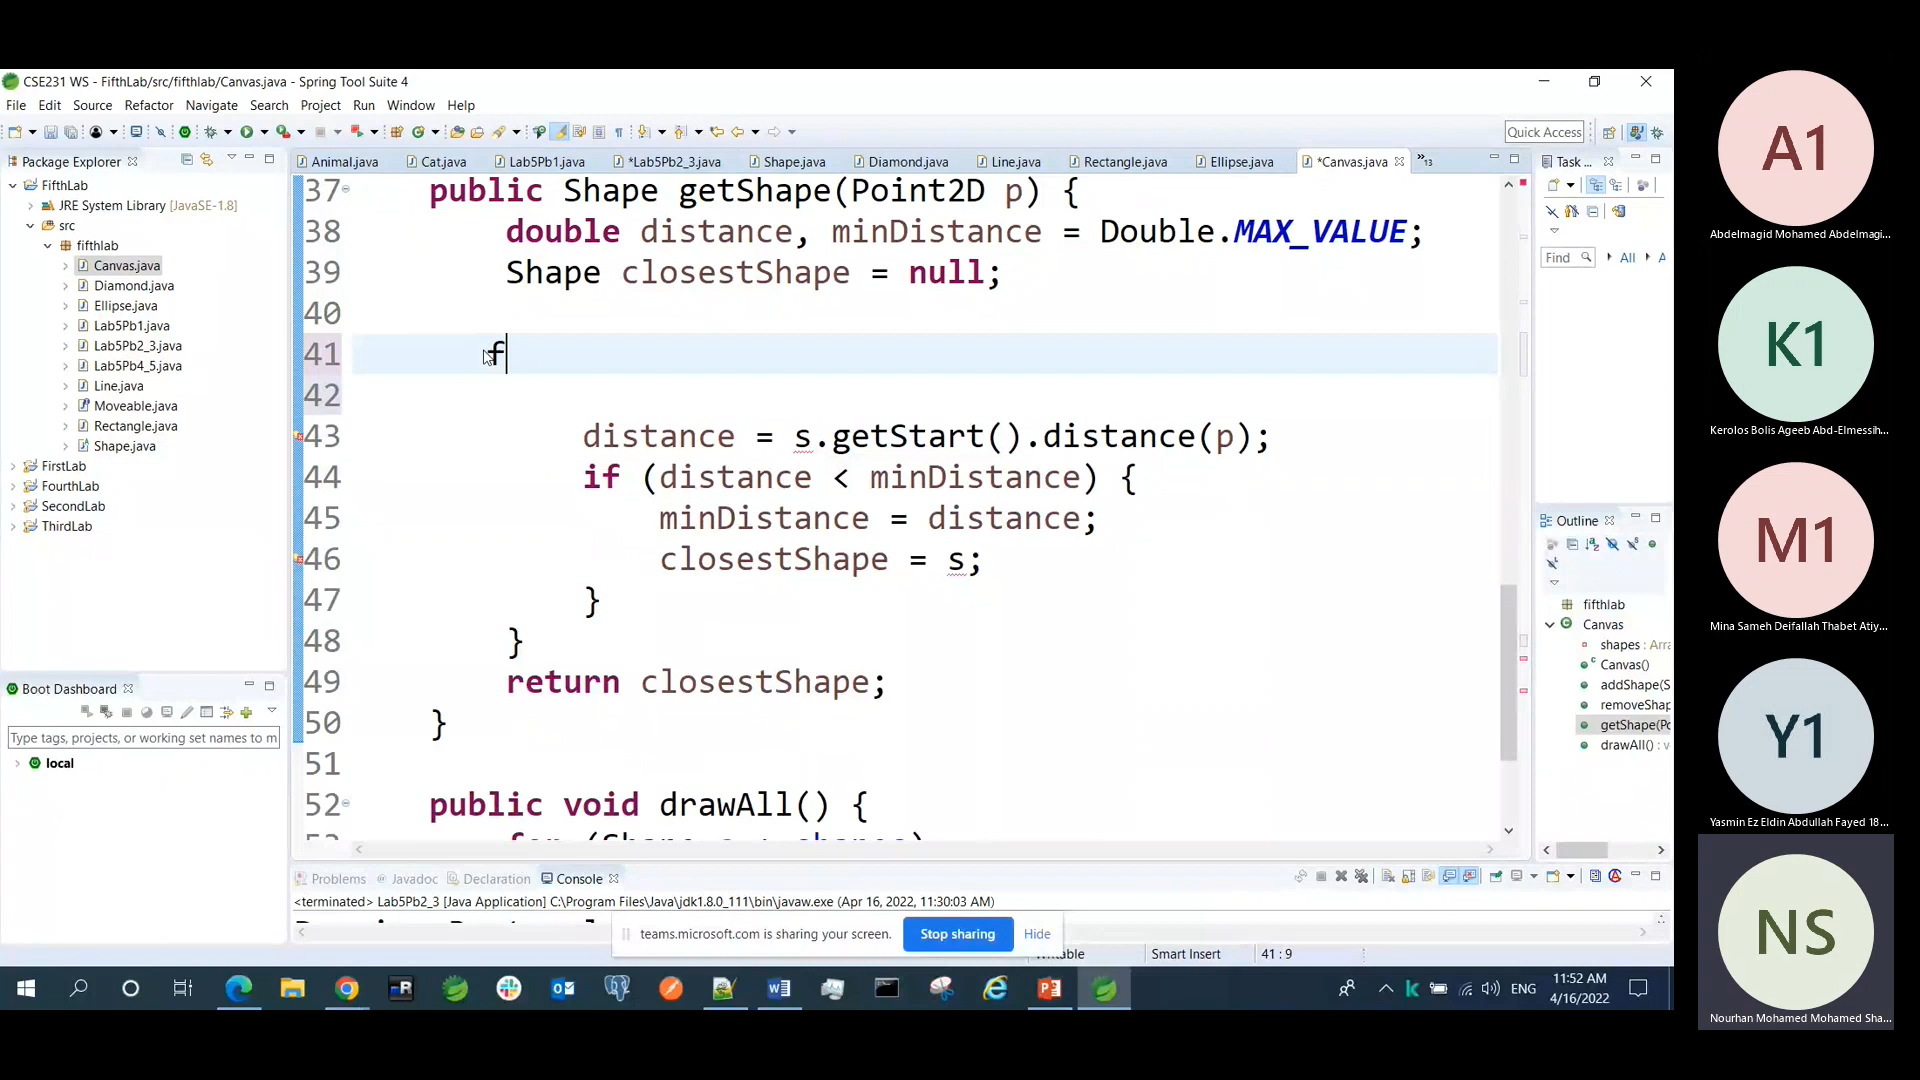 CSE231 WS - FifthLab/src/fifthlab/Canvas.java - Spring Tool Suite 4
File Edit Source Refactor Navigate Search Project Run Window Help
Quick Access
Package Explorer
FifthLab
JRE System Library [JavaSE-1.8]
src
fifthlab
Canvas.java
Diamond.java
Ellipse.java
Lab5Pb1.java
Lab5Pb2_3.java
Lab5Pb4_5.java
Line.java
Moveable.java
Rectangle.java
Shape.java
FirstLab
FourthLab
SecondLab
ThirdLab
Boot Dashboard
Type tags, projects, or working set names to m
local
Animal.java Cat.java Lab5Pb1.java *Lab5Pb2_3.java Shape.java Diamond.java Line.java Rectangle.java Ellipse.java *Canvas.java »13
37 public Shape getShape(Point2D p) {
38 double distance, minDistance = Double.MAX_VALUE;
39 Shape closestShape = null;
40
41 f
42
43 distance = s.getStart().distance(p);
44 if (distance < minDistance) {
45 minDistance = distance;
46 closestShape = s;
47 }
48 }
49 return closestShape;
50 }
51
52 public void drawAll() {
Task
Find All
Outline
fifthlab
Canvas
shapes : Arra
Canvas()
addShape(S
removeShap
getShape(Po
drawAll() : v
Problems Javadoc Declaration Console
<terminated> Lab5Pb2_3 [Java Application] C:\Program Files\Java\jdk1.8.0_111\bin\javaw.exe (Apr 16, 2022, 11:30:03 AM)
teams.microsoft.com is sharing your screen. Stop sharing Hide
Writable Smart Insert 41 : 9
ENG
11:52 AM
4/16/2022
A1
Abdelmagid Mohamed Abdelmagi...
K1
Kerolos Bolis Ageeb Abd-Elmessih...
M1
Mina Sameh Deifallah Thabet Atiy...
Y1
Yasmin Ez Eldin Abdullah Fayed 18...
NS
Nourhan Mohamed Mohamed Sha...